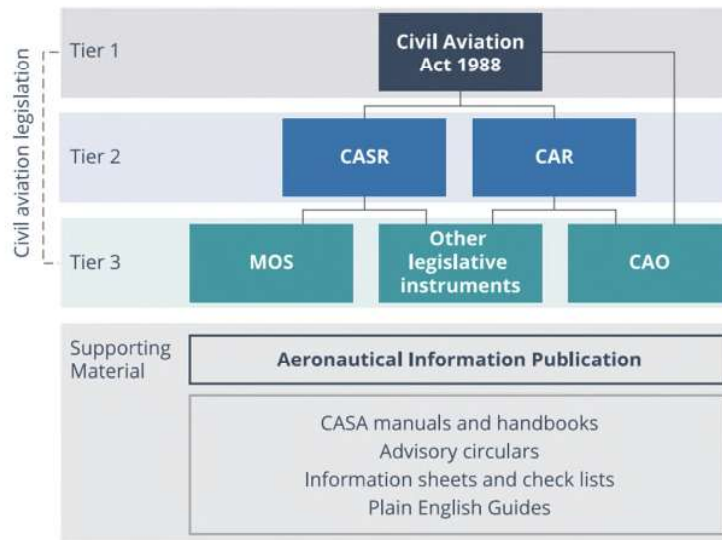 Civil aviation legislation
Tier 1
Civil Aviation
Act 1988
Tier 2
CASR
CAR
Tier 3
MOS
Other
legislative
instruments
CAO
Supporting
Material
Aeronautical Information Publication
CASA manuals and handbooks
Advisory circulars
Information sheets and check lists
Plain English Guides